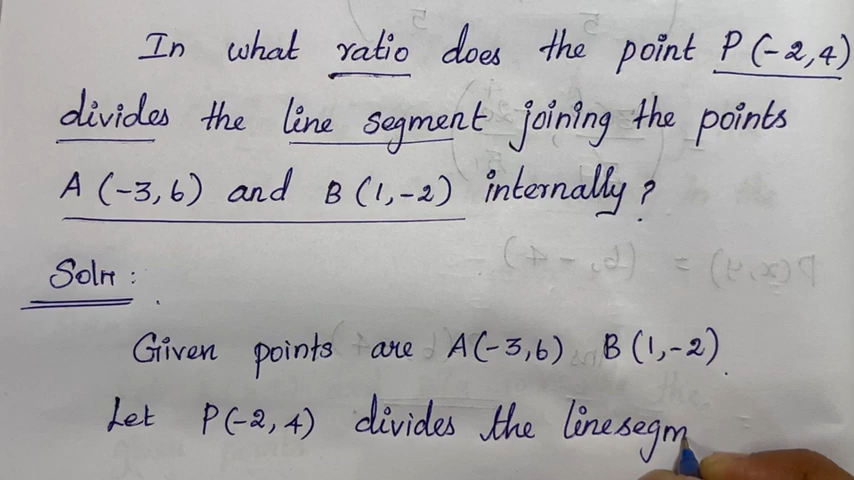 In what ratio does the point P(-2,4)
divides the line segment joining the points
A (-3,6) and B (1,-2) internally?
Soln :
Given points are A(-3,6) B(1,-2)
Let P(-2,4) divides the linesegm